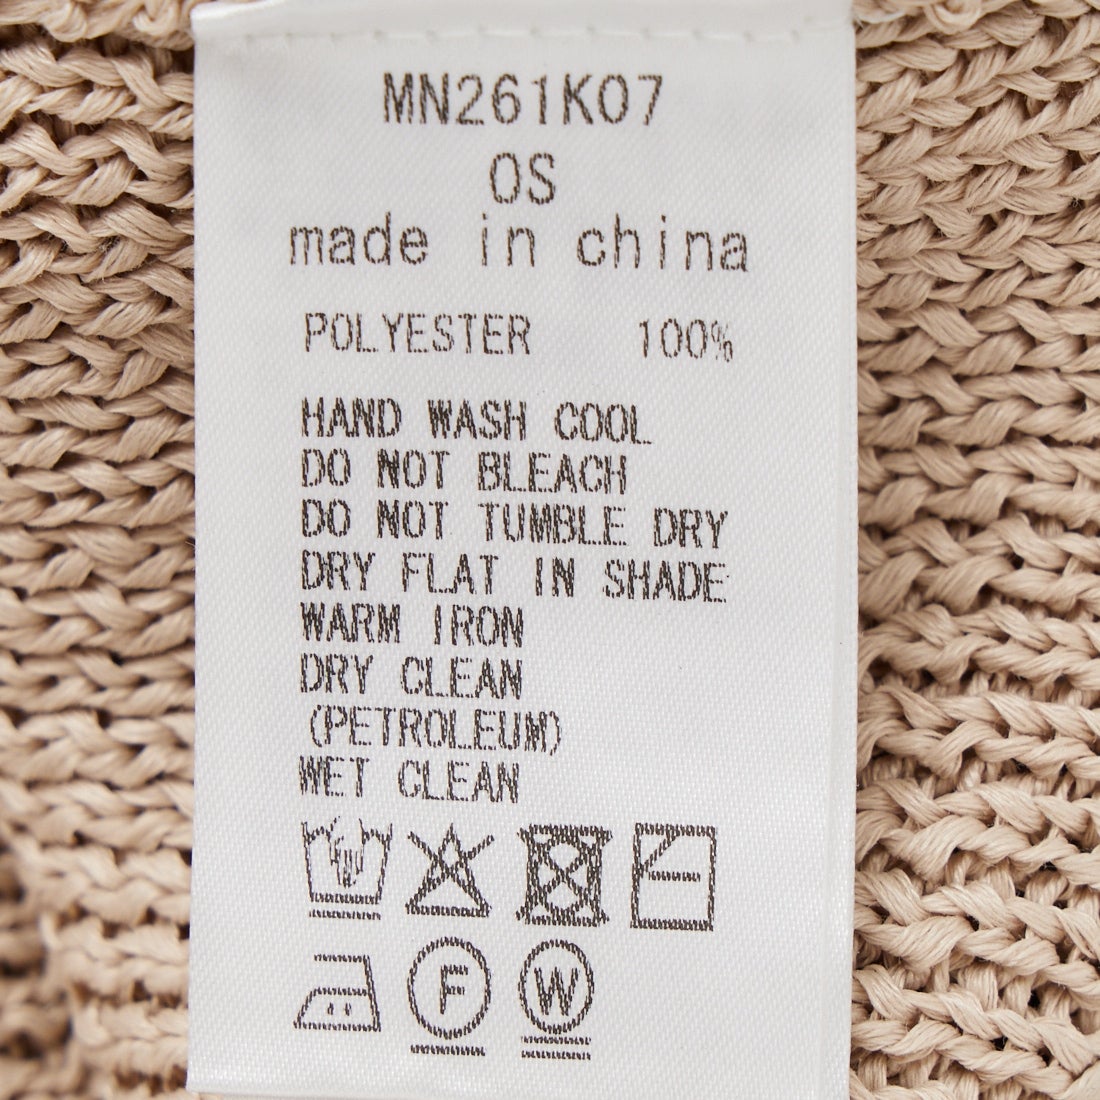 MN261K07
OS
made in china
POLYESTER 100%
HAND WASH COOL
DO NOT BLEACH
DO NOT TUMBLE DRY
DRY FLAT IN SHADE
WARM IRON
DRY CLEAN
(PETROLEUM)
WET CLEAN
F W